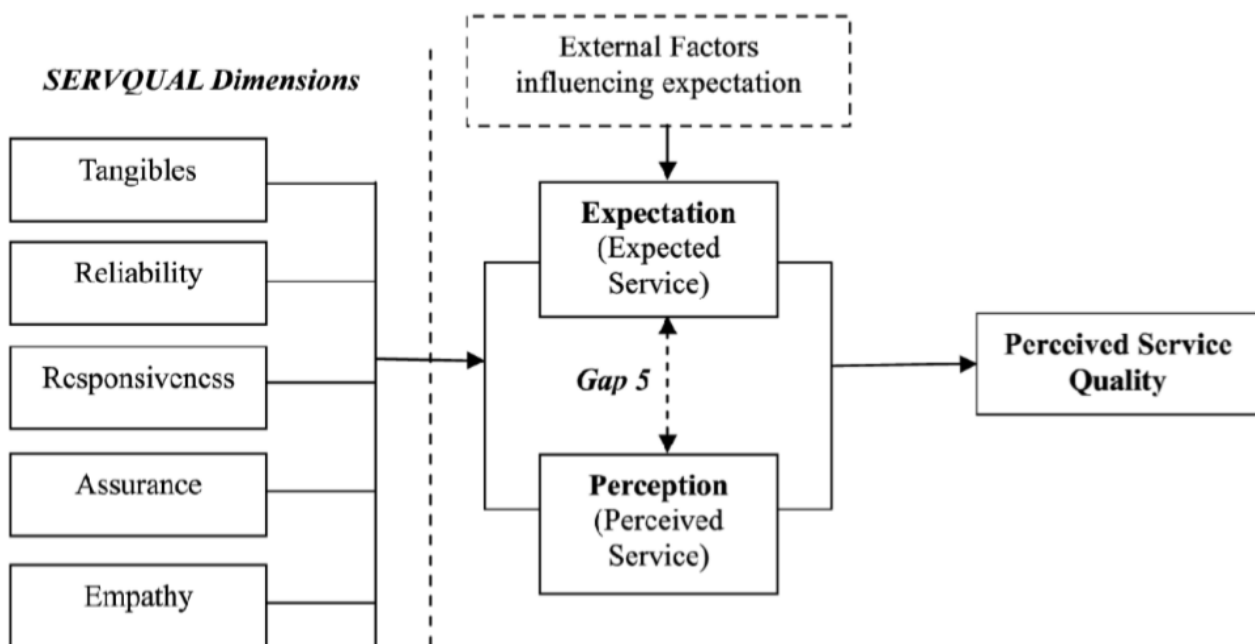 SERVQUAL Dimensions
Tangibles
Reliability
Responsiveness
Assurance
Empathy
External Factors
influencing expectation
Expectation
(Expected
Service)
Gap 5
Perception
(Perceived
Service)
Perceived Service
Quality